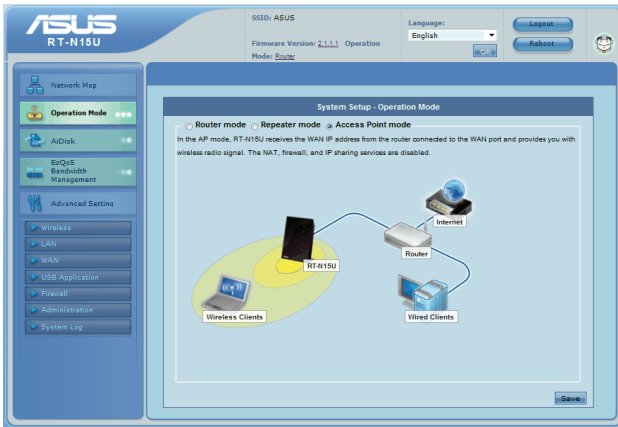 ASUS
RT-N15U
SSID: ASUS
Firmware Version: 2.1.1.1 Operation
Mode: Router
Language:
English
OK
Logout
Reboot
Network Map
Operation Mode
AiDisk
EzQoS
Bandwidth
Management
Advanced Setting
Wireless
LAN
WAN
USB Application
Firewall
Administration
System Log
System Setup - Operation Mode
Router mode Repeater mode Access Point mode
In the AP mode, RT-N15U receives the WAN IP address from the router connected to the WAN port and provides you with
wireless radio signal. The NAT, firewall, and IP sharing services are disabled.
Internet
Router
RT-N15U
Wireless Clients
Wired Clients
Save